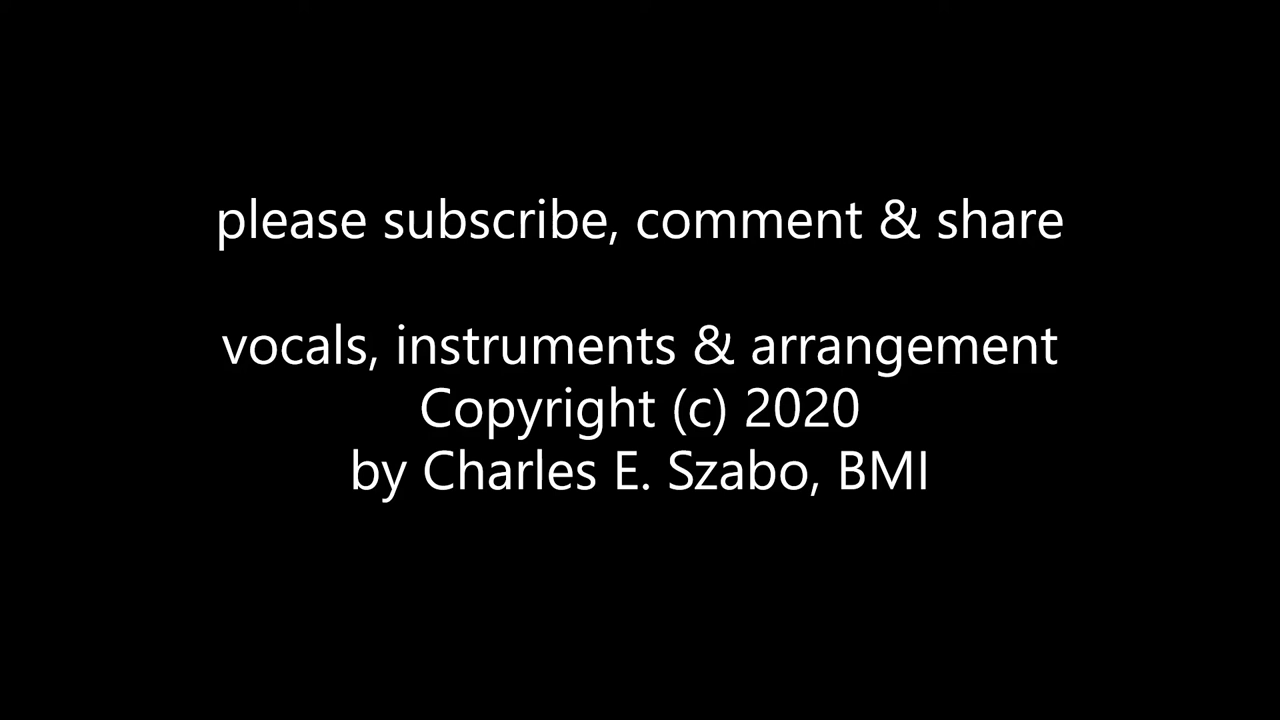 please subscribe, comment & share
vocals, instruments & arrangement
Copyright (c) 2020
by Charles E. Szabo, BMI